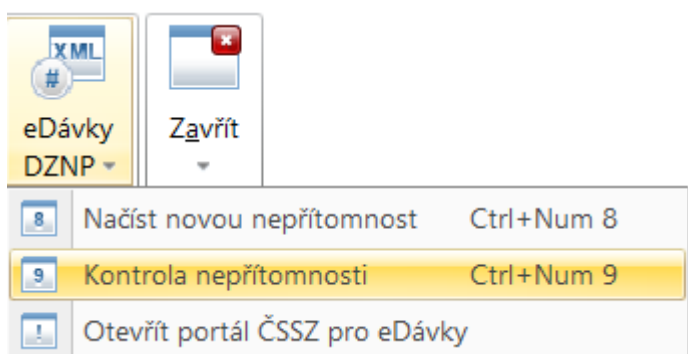 XML
#
eDávky
DZNP
Zavřít
8 Načíst novou nepřítomnost Ctrl+Num 8
9 Kontrola nepřítomnosti Ctrl+Num 9
! Otevřít portál ČSSZ pro eDávky